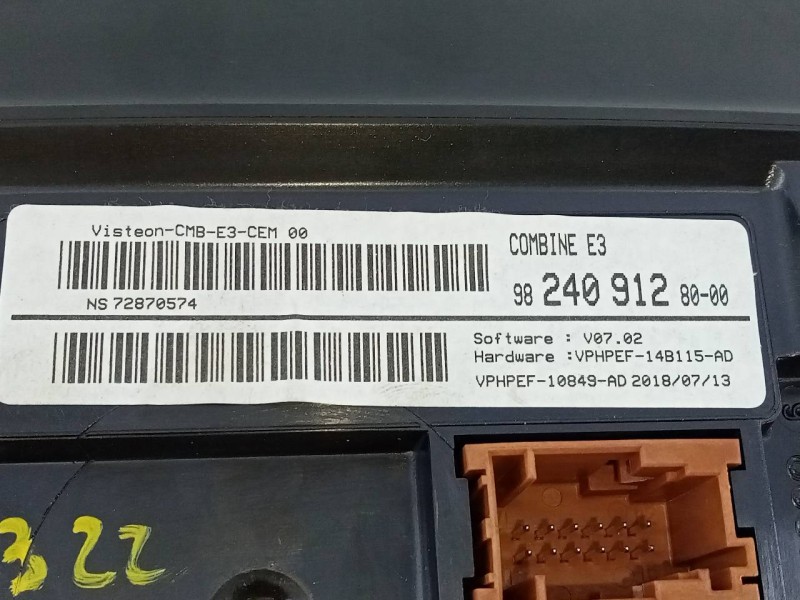 Visteon-CMB-E3-CEM 00
COMBINE E3
98 240 912 80-00
NS 72870574
Software : V07.02
Hardware :VPHPEF-14B115-AD
VPHPEF-10849-AD 2018/07/13
322